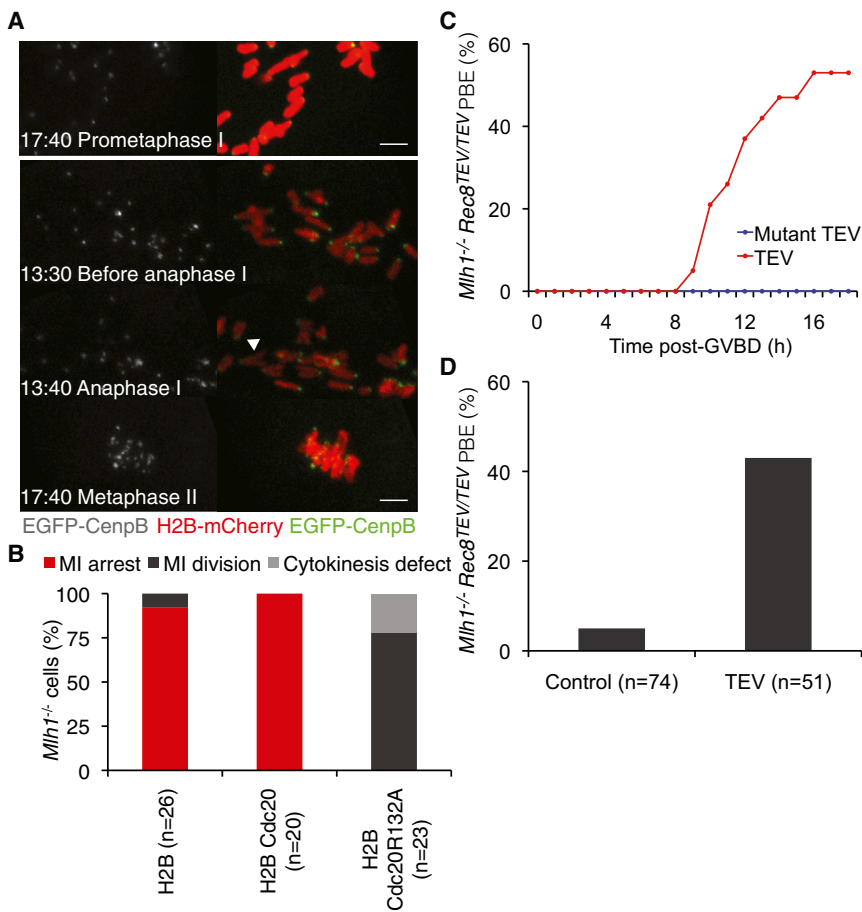 A
17:40 Prometaphase I
13:30 Before anaphase I
13:40 Anaphase I
17:40 Metaphase II
EGFP-CenpB H2B-mCherry EGFP-CenpB
B
MI arrest MI division Cytokinesis defect
Mlh1-/- cells (%)
100
75
50
25
0
H2B (n=26)
H2B Cdc20
(n=20)
H2B
Cdc20R132A
(n=23)
C
Mlh1-/- Rec8TEV/TEV PBE (%)
60
40
20
0
Mutant TEV
TEV
0 4 8 12 16
Time post-GVBD (h)
D
Mlh1-/- Rec8TEV/TEV PBE (%)
60
40
20
0
Control (n=74) TEV (n=51)